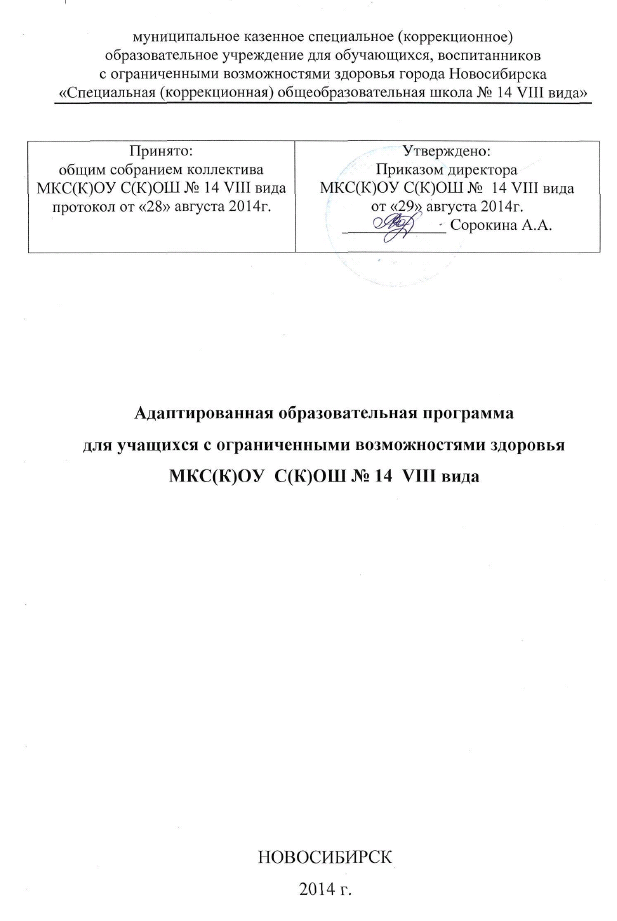 муниципальное казенное специальное (коррекционное)
образовательное учреждение для обучающихся, воспитанников
с ограниченными возможностями здоровья города Новосибирска
«Специальная (коррекционная) общеобразовательная школа № 14 VIII вида»
Принято:
общим собранием коллектива
МКС(К)ОУ С(К)ОШ № 14 VIII вида
протокол от «28» августа 2014г.
Утверждено:
Приказом директора
МКС(К)ОУ С(К)ОШ № 14 VIII вида
от «29» августа 2014г.
Сорокина А.А.
Адаптированная образовательная программа
для учащихся с ограниченными возможностями здоровья
МКС(К)ОУ С(К)ОШ № 14 VIII вида
НОВОСИБИРСК
2014 г.